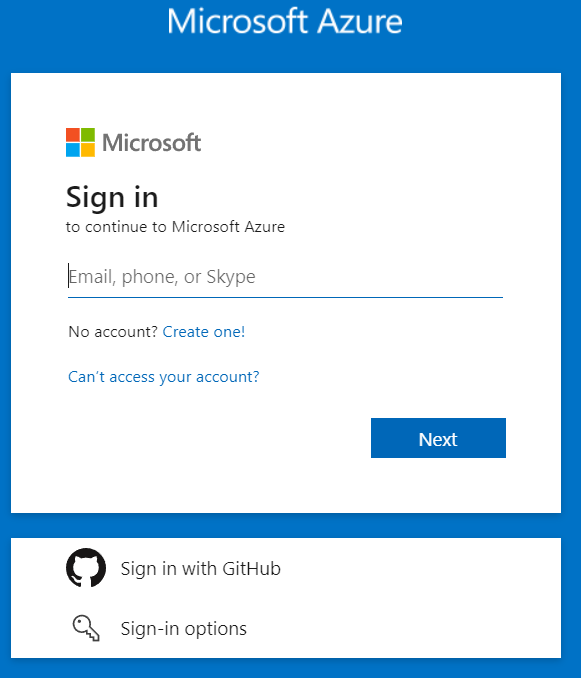 Microsoft Azure
Microsoft
Sign in
to continue to Microsoft Azure
Email, phone, or Skype
No account? Create one!
Can't access your account?
Next
Sign in with GitHub
Sign-in options